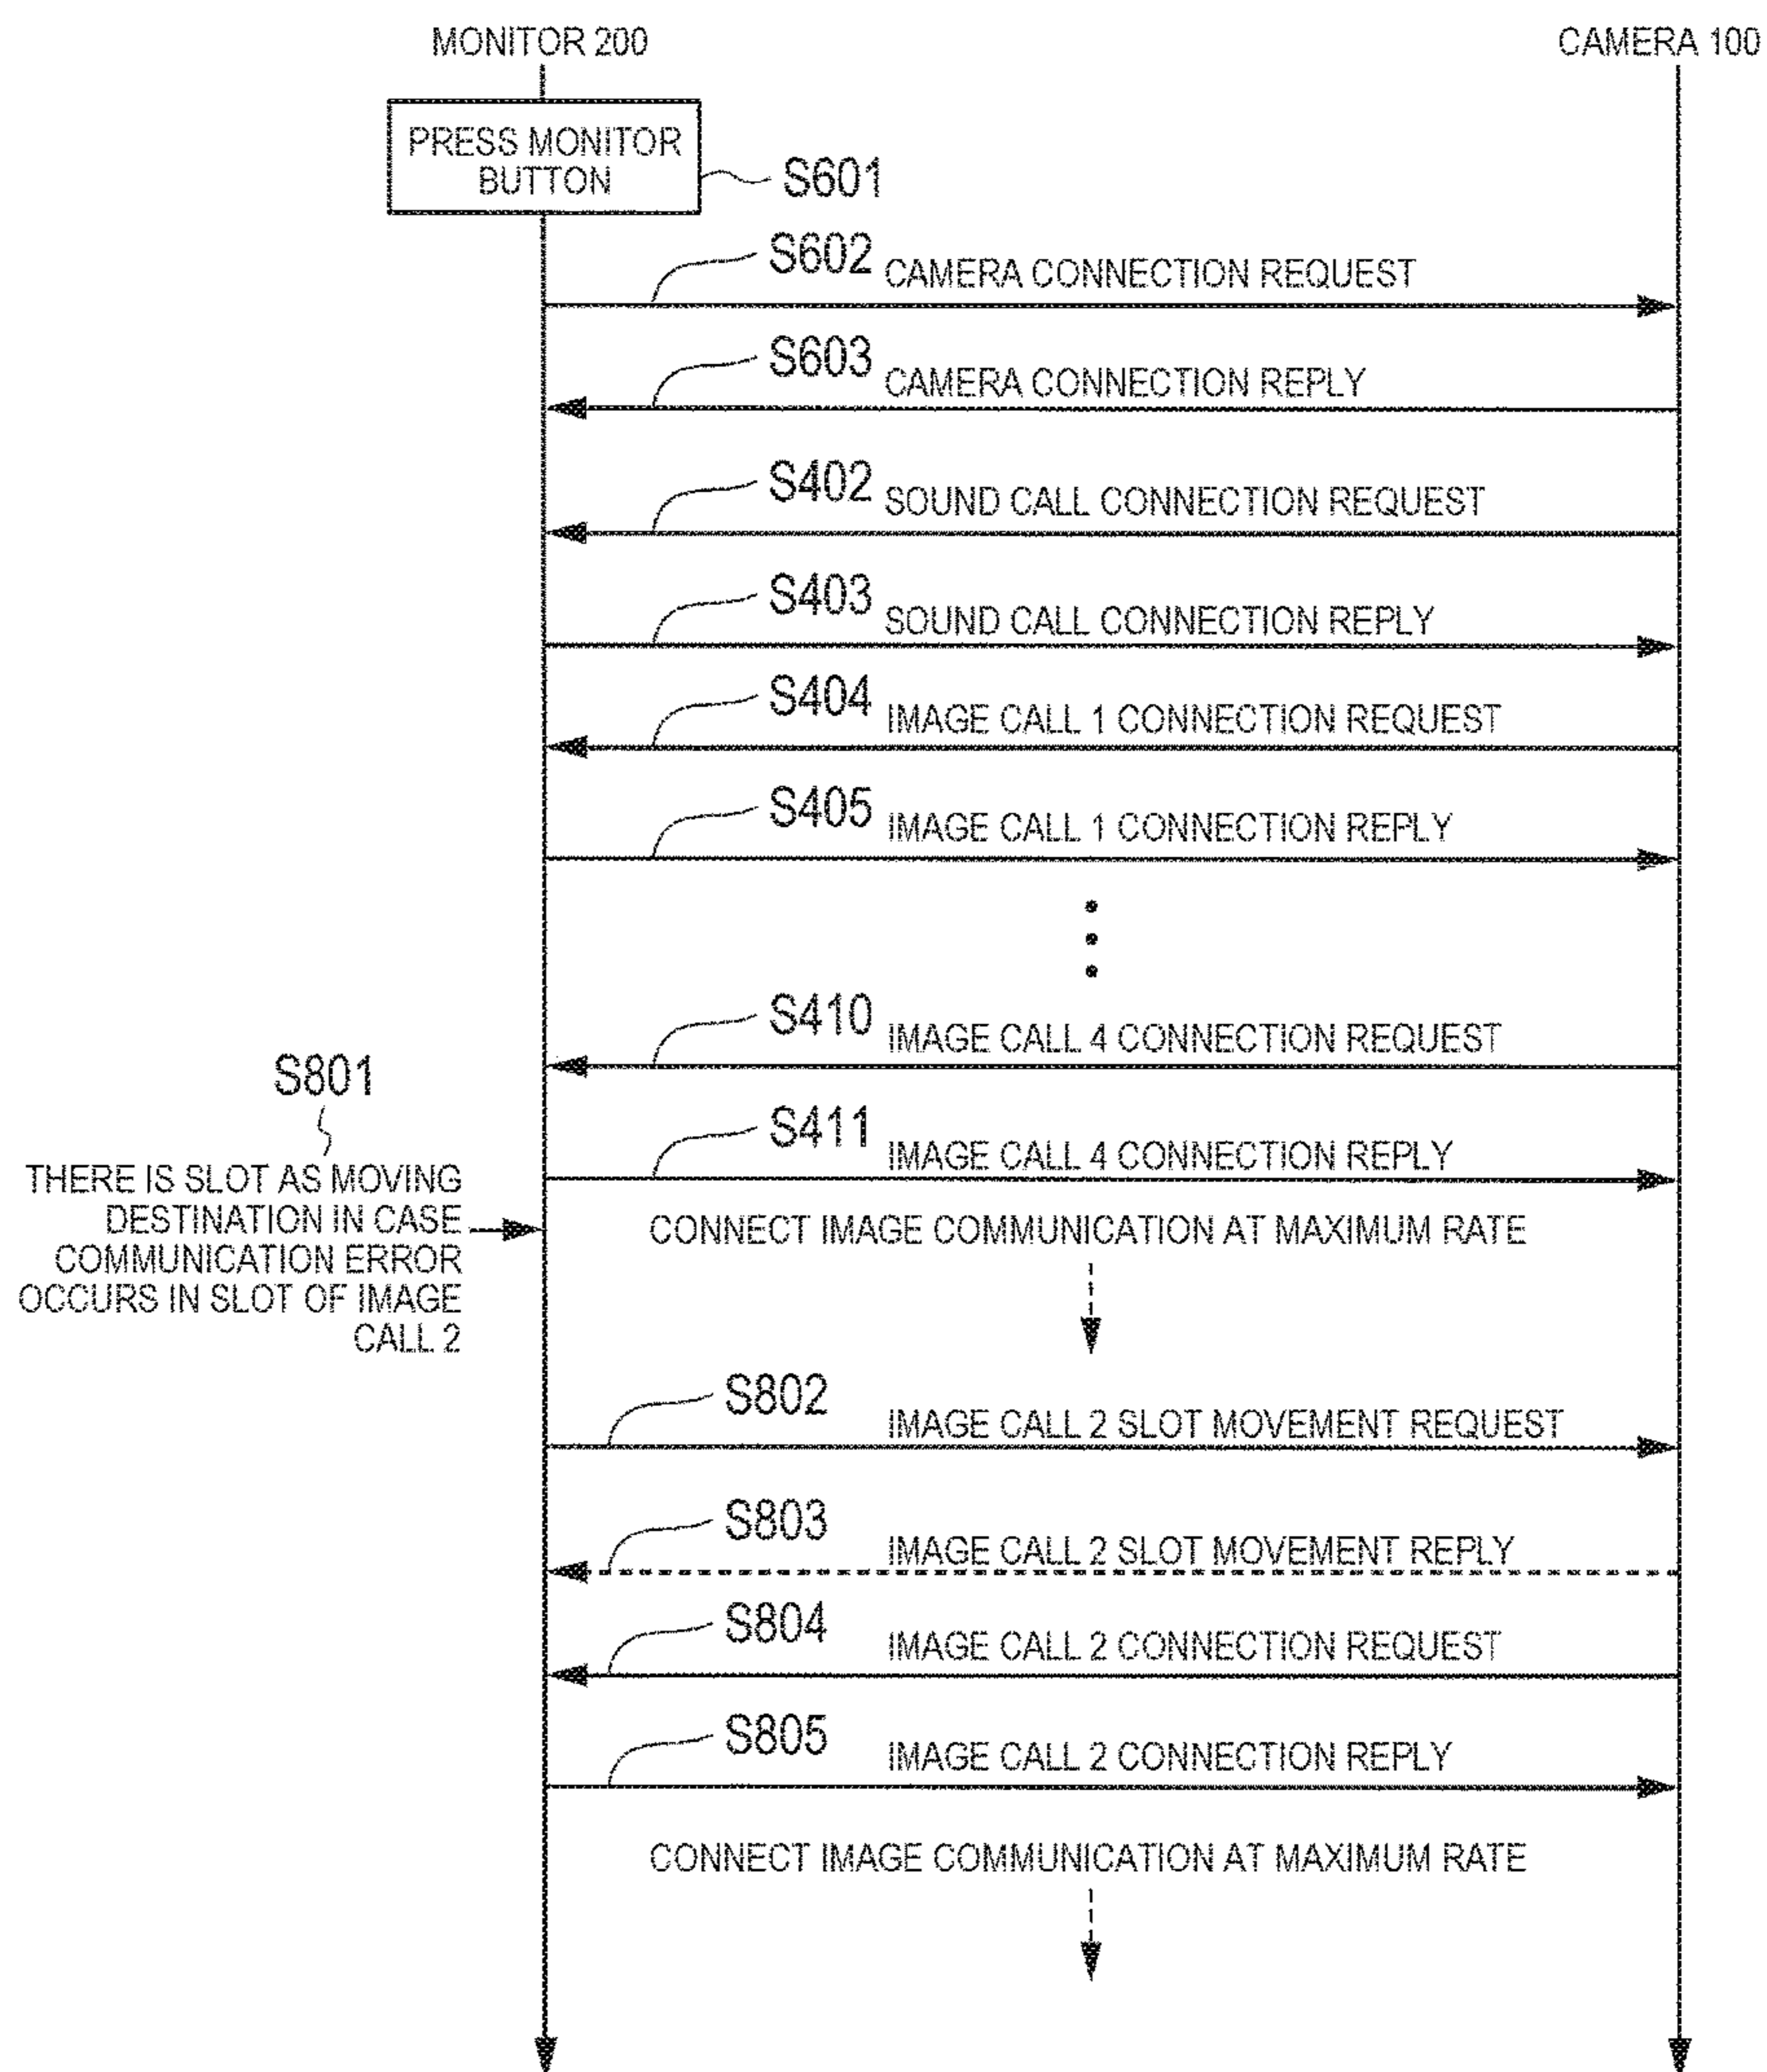 MONITOR 200
CAMERA 100
PRESS MONITOR
BUTTON
S601
S602
CAMERA CONNECTION REQUEST
S603
CAMERA CONNECTION REPLY
S402
SOUND CALL CONNECTION REQUEST
S403
SOUND CALL CONNECTION REPLY
S404
IMAGE CALL 1 CONNECTION REQUEST
S405
IMAGE CALL 1 CONNECTION REPLY
S410
IMAGE CALL 4 CONNECTION REQUEST
S411
IMAGE CALL 4 CONNECTION REPLY
S801
THERE IS SLOT AS MOVING
DESTINATION IN CASE
COMMUNICATION ERROR
OCCURS IN SLOT OF IMAGE
CALL 2
CONNECT IMAGE COMMUNICATION AT MAXIMUM RATE
S802
IMAGE CALL 2 SLOT MOVEMENT REQUEST
S803
IMAGE CALL 2 SLOT MOVEMENT REPLY
S804
IMAGE CALL 2 CONNECTION REQUEST
S805
IMAGE CALL 2 CONNECTION REPLY
CONNECT IMAGE COMMUNICATION AT MAXIMUM RATE